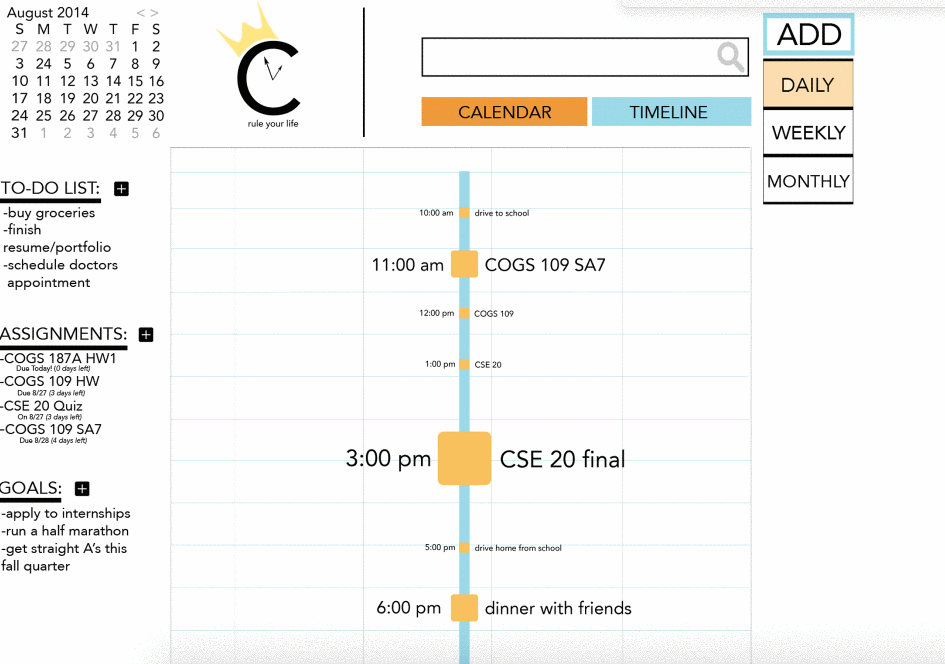 August 2014 < >
S M T W T F S
27 28 29 30 31 1 2
3 24 5 6 7 8 9
10 11 12 13 14 15 16
17 18 19 20 21 22 23
24 25 26 27 28 29 30
31 1 2 3 4 5 6
C
rule your life
CALENDAR TIMELINE
ADD
DAILY
WEEKLY
MONTHLY
TO-DO LIST: +
-buy groceries
-finish
resume/portfolio
-schedule doctors
appointment
ASSIGNMENTS: +
-COGS 187A HW1
Due Today! (0 days left)
-COGS 109 HW
Due 8/27 (3 days left)
-CSE 20 Quiz
On 8/27 (3 days left)
-COGS 109 SA7
Due 8/28 (4 days left)
GOALS: +
-apply to internships
-run a half marathon
-get straight A's this
fall quarter
10:00 am drive to school
11:00 am COGS 109 SA7
12:00 pm COGS 109
1:00 pm CSE 20
3:00 pm CSE 20 final
5:00 pm drive home from school
6:00 pm dinner with friends